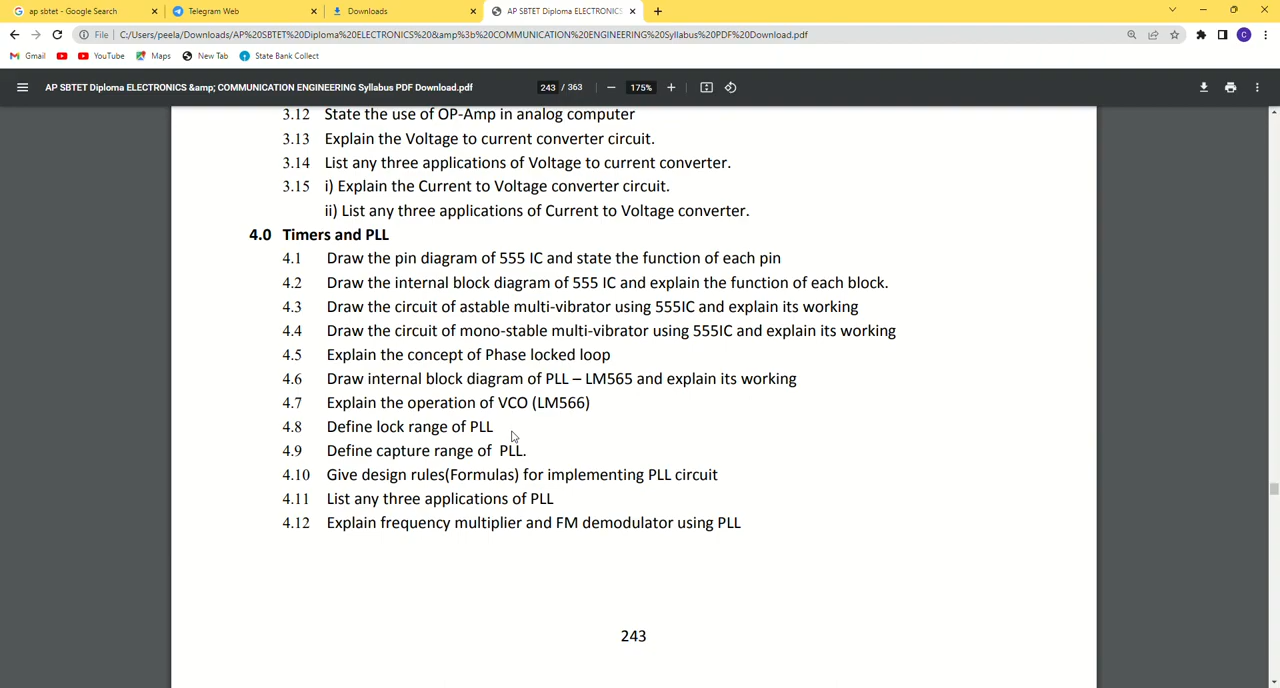 ap sbtet - Google Search
Telegram Web
Downloads
AP SBTET Diploma ELECTRONICS
File
C:/Users/peela/Downloads/AP%20SBTET%20Diploma%20ELECTRONICS%20&amp%3b%20COMMUNICATION%20ENGINEERING%20Syllabus%20PDF%20Download.pdf
C
Gmail
YouTube
Maps
New Tab
State Bank Collect
AP SBTET Diploma ELECTRONICS &amp; COMMUNICATION ENGINEERING Syllabus PDF Download.pdf
243 / 363
175%
3.12 State the use of OP-Amp in analog computer
3.13 Explain the Voltage to current converter circuit.
3.14 List any three applications of Voltage to current converter.
3.15 i) Explain the Current to Voltage converter circuit.
ii) List any three applications of Current to Voltage converter.
4.0 Timers and PLL
4.1 Draw the pin diagram of 555 IC and state the function of each pin
4.2 Draw the internal block diagram of 555 IC and explain the function of each block.
4.3 Draw the circuit of astable multi-vibrator using 555IC and explain its working
4.4 Draw the circuit of mono-stable multi-vibrator using 555IC and explain its working
4.5 Explain the concept of Phase locked loop
4.6 Draw internal block diagram of PLL – LM565 and explain its working
4.7 Explain the operation of VCO (LM566)
4.8 Define lock range of PLL
4.9 Define capture range of PLL.
4.10 Give design rules(Formulas) for implementing PLL circuit
4.11 List any three applications of PLL
4.12 Explain frequency multiplier and FM demodulator using PLL
243